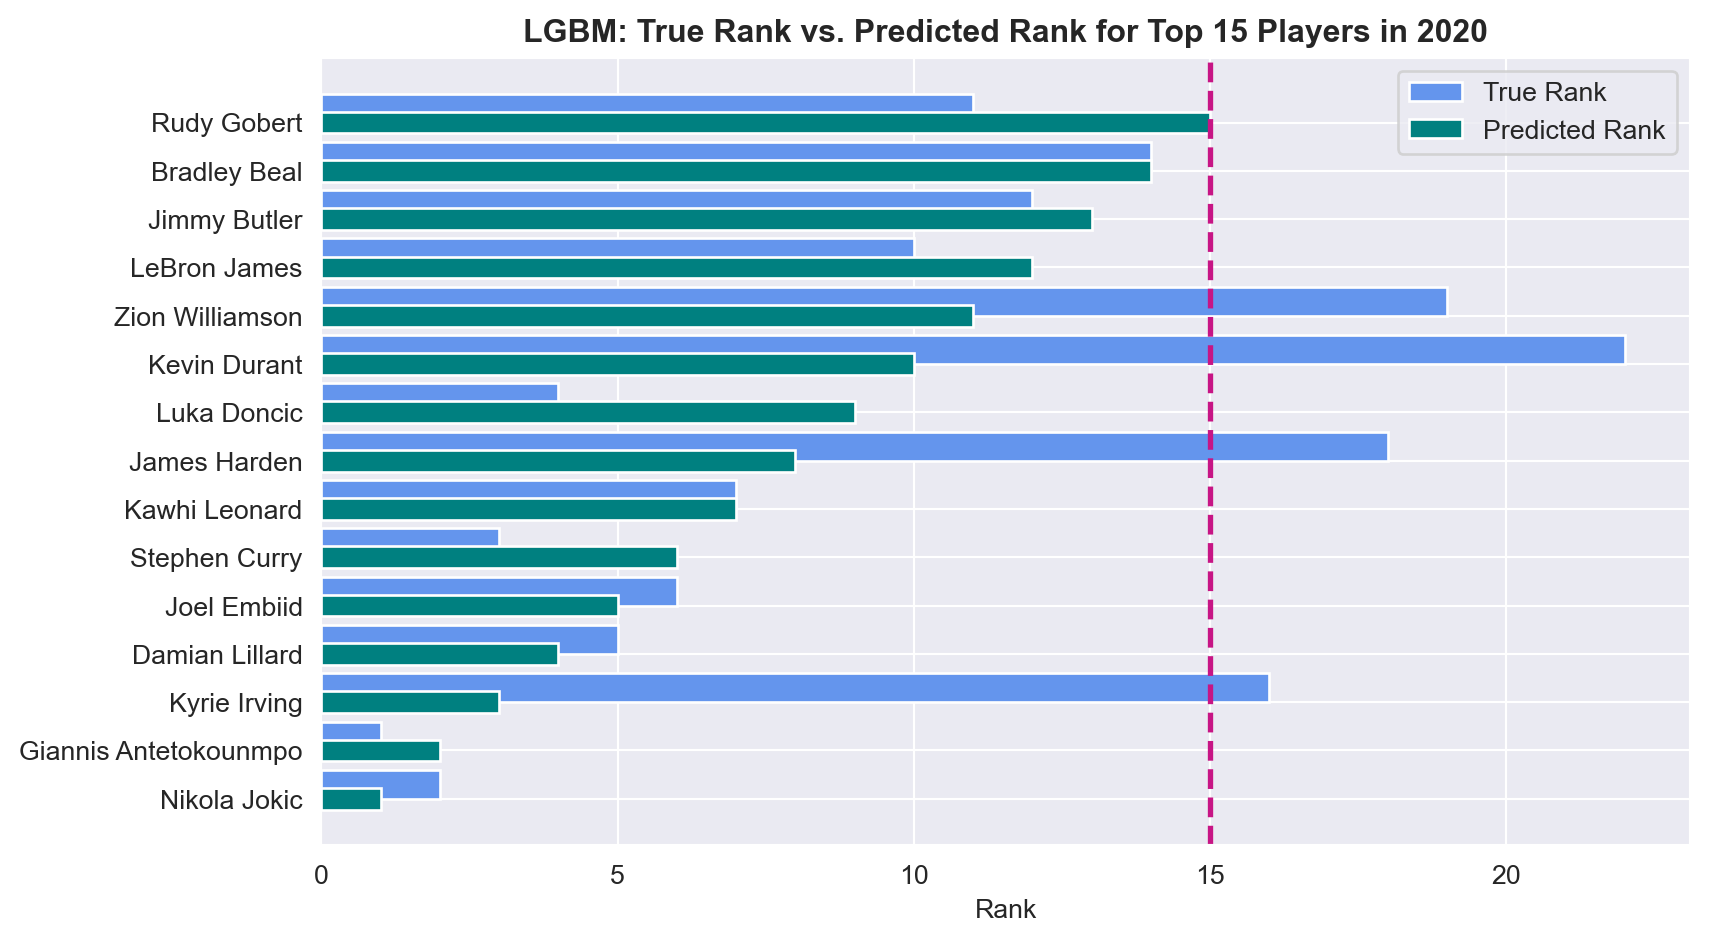 LGBM: True Rank vs. Predicted Rank for Top 15 Players in 2020
True Rank
Predicted Rank
Rudy Gobert
Bradley Beal
Jimmy Butler
LeBron James
Zion Williamson
Kevin Durant
Luka Doncic
James Harden
Kawhi Leonard
Stephen Curry
Joel Embiid
Damian Lillard
Kyrie Irving
Giannis Antetokounmpo
Nikola Jokic
0 5 10 15 20
Rank